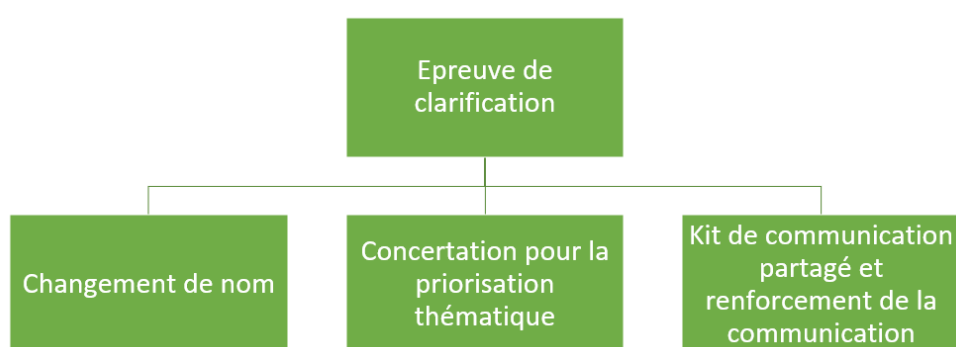 Epreuve de
clarification
Changement de nom
Concertation pour la
priorisation
thématique
Kit de communication
partagé et
renforcement de la
communication